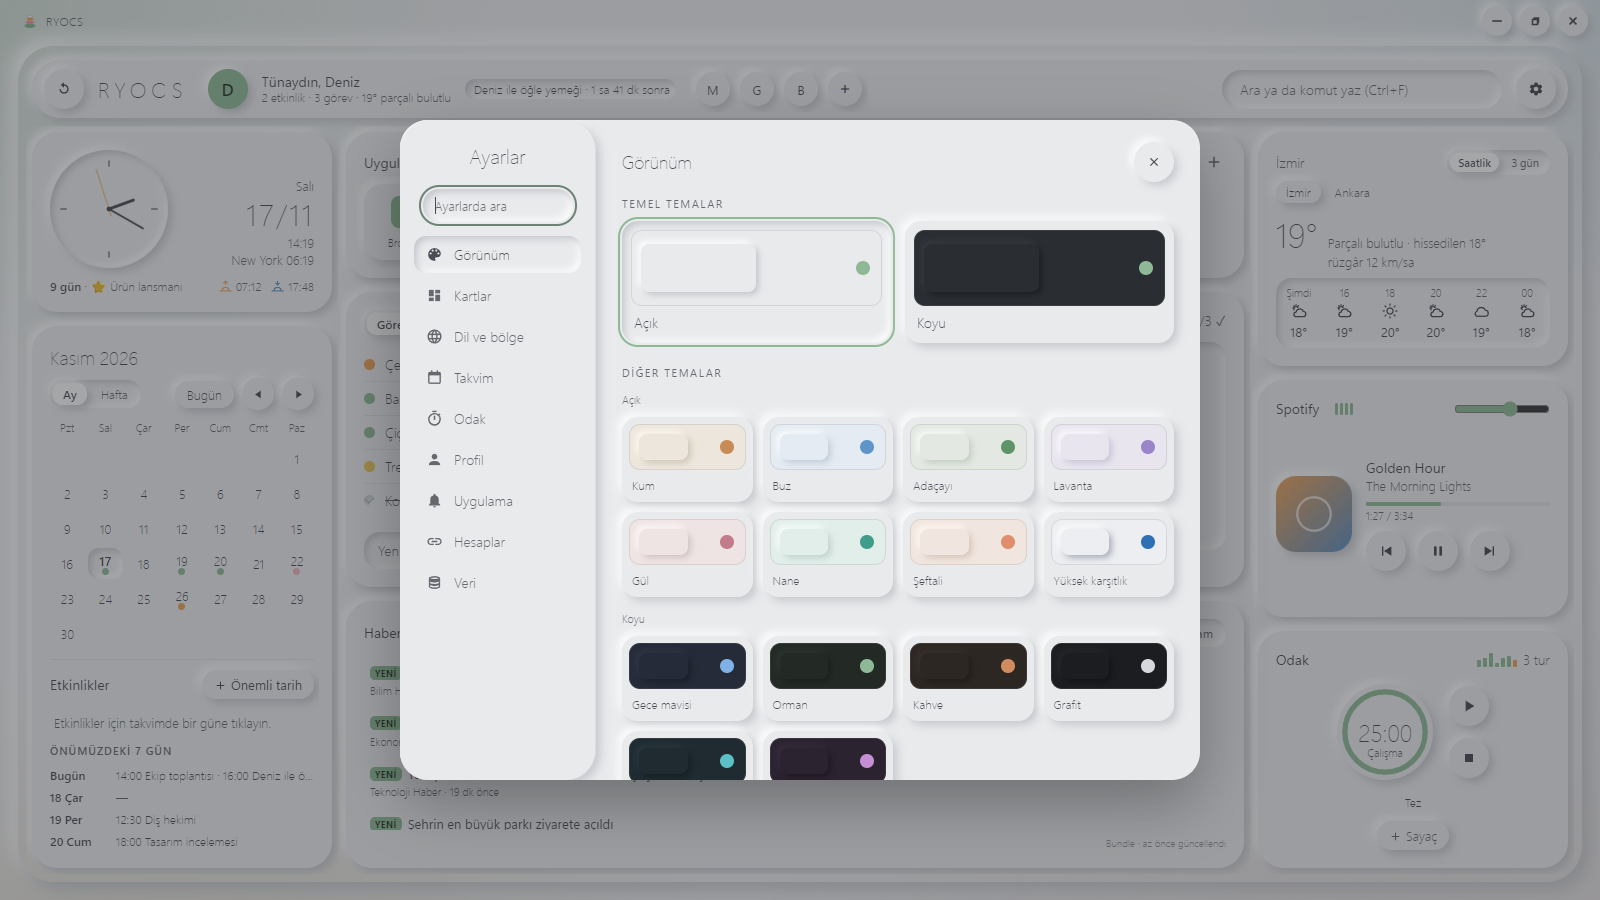 RYOCS
RYOCS
D
Tünaydın, Deniz
2 etkinlik · 3 görev · 19° parçalı bulutlu
Deniz ile öğle yemeği · 1 sa 41 dk sonra
M
G
B
+
Ara ya da komut yaz (Ctrl+F)
Salı
17/11
14:19
New York 06:19
9 gün · Ürün lansmanı
07:12
17:48
Kasım 2026
Ay
Hafta
Bugün
Pzt Sal Çar Per Cum Cmt Paz
1
2 3 4 5 6 7 8
9 10 11 12 13 14 15
16 17 18 19 20 21 22
23 24 25 26 27 28 29
30
Etkinlikler
+ Önemli tarih
Etkinlikler için takvimde bir güne tıklayın.
ÖNÜMÜZDEKİ 7 GÜN
Bugün 14:00 Ekip toplantısı · 16:00 Deniz ile ö...
18 Çar —
19 Per 12:30 Diş hekimi
20 Cum 18:00 Tasarım incelemesi
Ayarlar
Ayarlarda ara
Görünüm
Kartlar
Dil ve bölge
Takvim
Odak
Profil
Uygulama
Hesaplar
Veri
Görünüm
TEMEL TEMALAR
Açık
Koyu
DİĞER TEMALAR
Açık
Kum
Buz
Adaçayı
Lavanta
Gül
Nane
Şeftali
Yüksek karşıtlık
Koyu
Gece mavisi
Orman
Kahve
Grafit
YENİ
YENİ
YENİ
Teknoloji Haber · 19 dk önce
YENİ Şehrin en büyük parkı ziyarete açıldı
Bundle · az önce güncellendi
+
/3 ✓
İzmir
Saatlik
3 gün
İzmir
Ankara
19°
Parçalı bulutlu · hissedilen 18°
rüzgâr 12 km/sa
Şimdi 16 18 20 22 00
18° 19° 20° 20° 19° 18°
Spotify
Golden Hour
The Morning Lights
1:27 / 3:34
Odak
3 tur
25:00
Çalışma
Tez
+ Sayaç